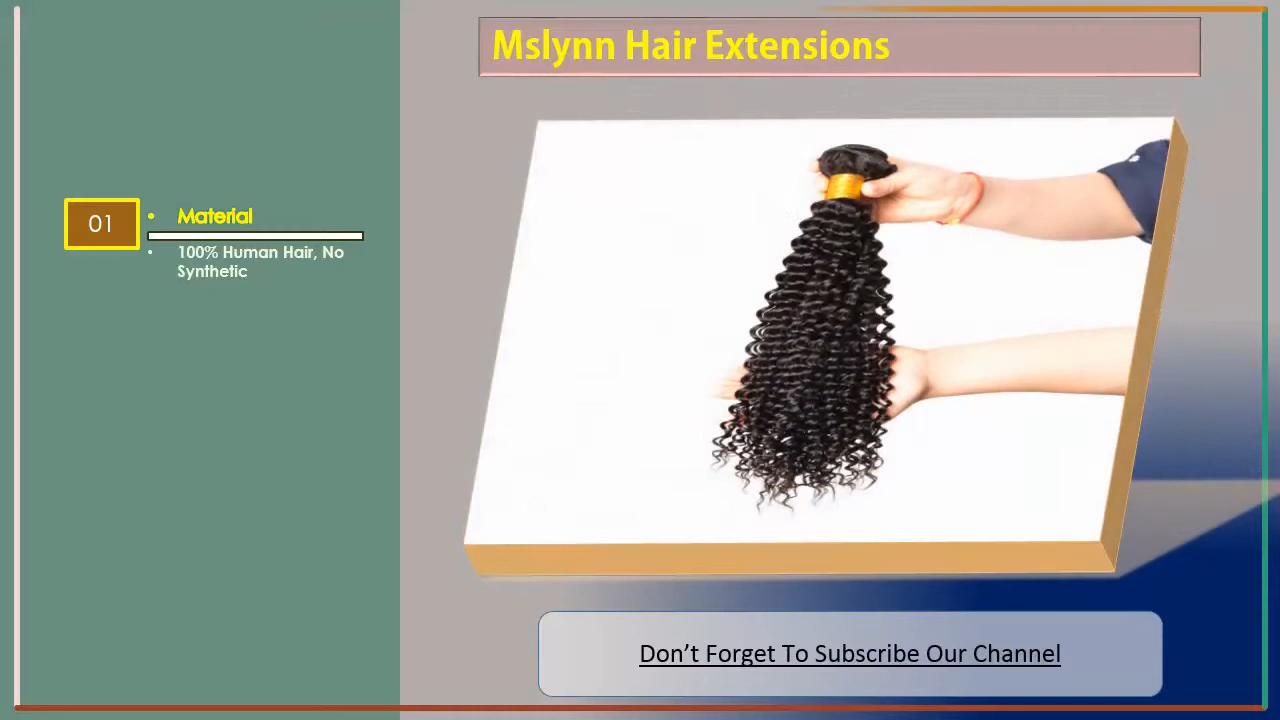 Mslynn Hair Extensions
01
• Material
• 100% Human Hair, No
Synthetic
Don’t Forget To Subscribe Our Channel